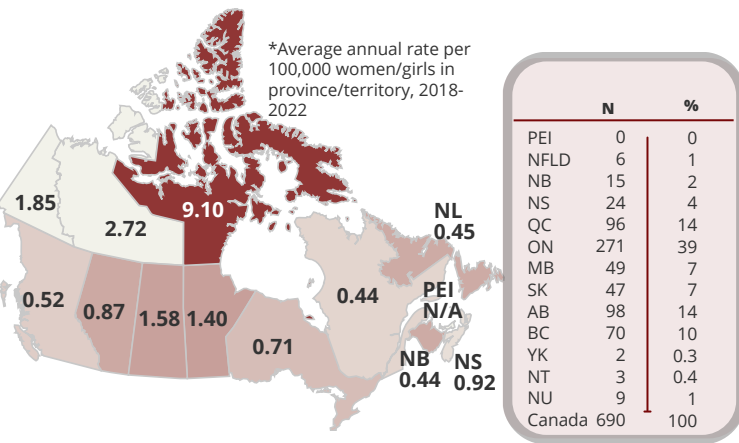 *Average annual rate per
100,000 women/girls in
province/territory, 2018-
2022
1.85
2.72
9.10
NL
0.45
0.52
0.87
1.58
1.40
0.71
0.44
PEI
N/A
NB
0.44
NS
0.92
N %
PEI 0 0
NFLD 6 1
NB 15 2
NS 24 4
QC 96 14
ON 271 39
MB 49 7
SK 47 7
AB 98 14
BC 70 10
YK 2 0.3
NT 3 0.4
NU 9 1
Canada 690 100